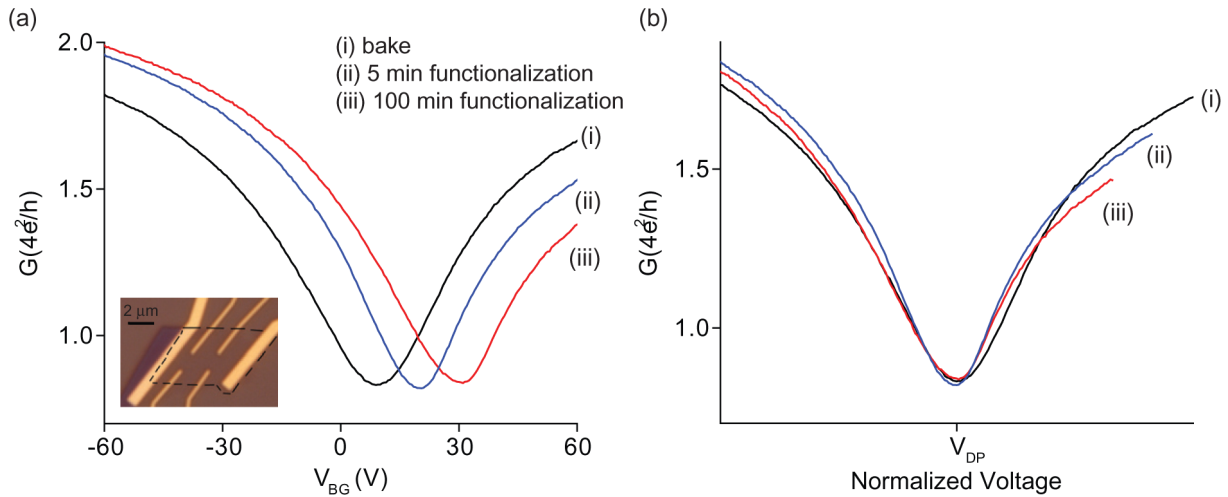 (a)
2.0
1.5
1.0
G(4e²/h)
(i) bake
(ii) 5 min functionalization
(iii) 100 min functionalization
(i)
(ii)
(iii)
2 μm
-60
-30
0
30
60
V_BG (V)
(b)
1.5
1.0
G(4e²/h)
(i)
(ii)
(iii)
V_DP
Normalized Voltage